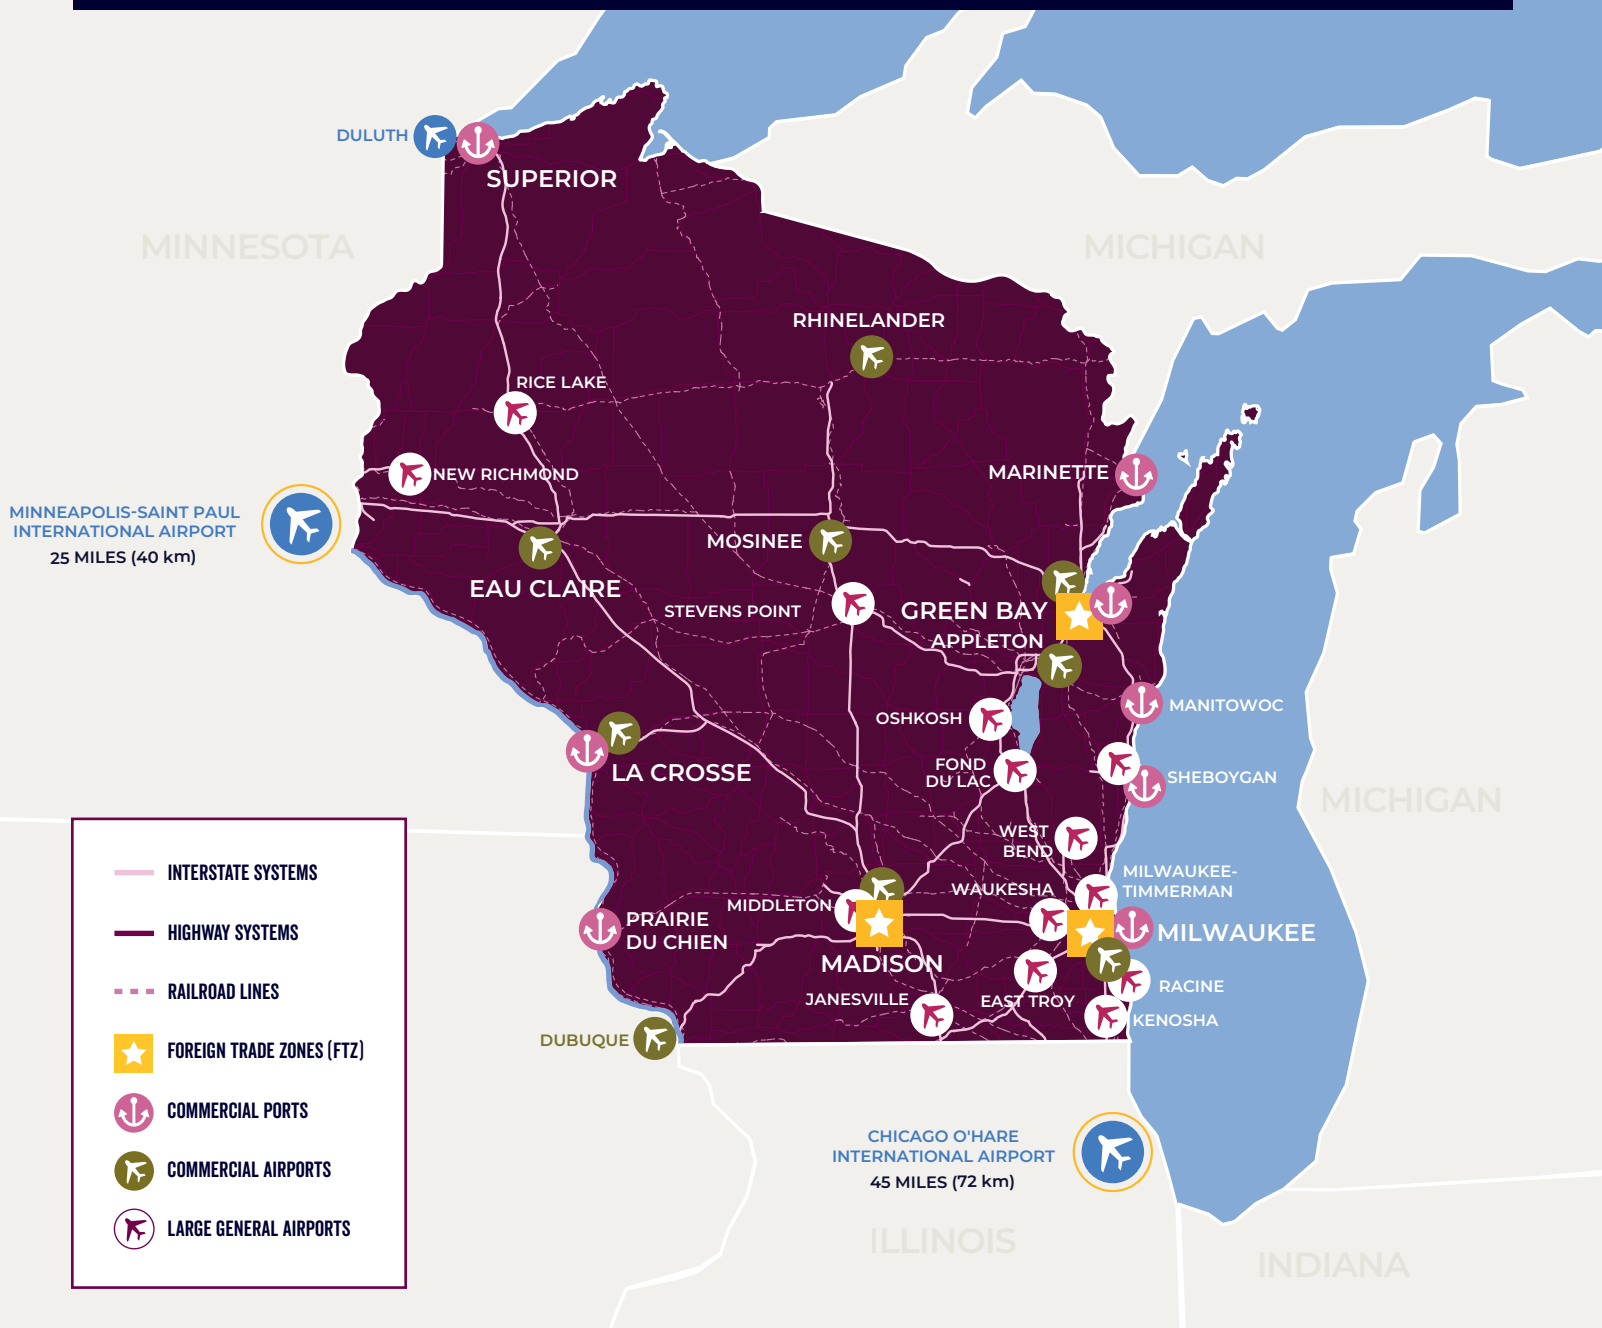 DULUTH
SUPERIOR
MINNESOTA
MICHIGAN
RHINELANDER
RICE LAKE
MARINETTE
NEW RICHMOND
MINNEAPOLIS-SAINT PAUL
INTERNATIONAL AIRPORT
25 MILES (40 km)
MOSINEE
EAU CLAIRE
STEVENS POINT
GREEN BAY
APPLETON
MANITOWOC
OSHKOSH
FOND
DU LAC
LA CROSSE
SHEBOYGAN
MICHIGAN
WEST
BEND
MILWAUKEE-
TIMMERMAN
WAUKESHA
MIDDLETON
PRAIRIE
DU CHIEN
MILWAUKEE
MADISON
JANESVILLE
EAST TROY
RACINE
KENOSHA
DUBUQUE
INTERSTATE SYSTEMS
HIGHWAY SYSTEMS
RAILROAD LINES
FOREIGN TRADE ZONES (FTZ)
COMMERCIAL PORTS
COMMERCIAL AIRPORTS
LARGE GENERAL AIRPORTS
CHICAGO O'HARE
INTERNATIONAL AIRPORT
45 MILES (72 km)
ILLINOIS
INDIANA